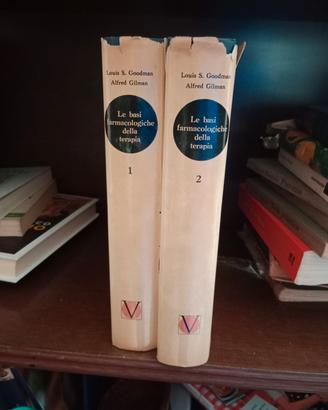 Louis S. Goodman
Alfred Gilman
Le basi
farmacologiche
della
terapia
1
V
Louis S. Goodman
Alfred Gilman
Le basi
farmacologiche
della
terapia
2
V